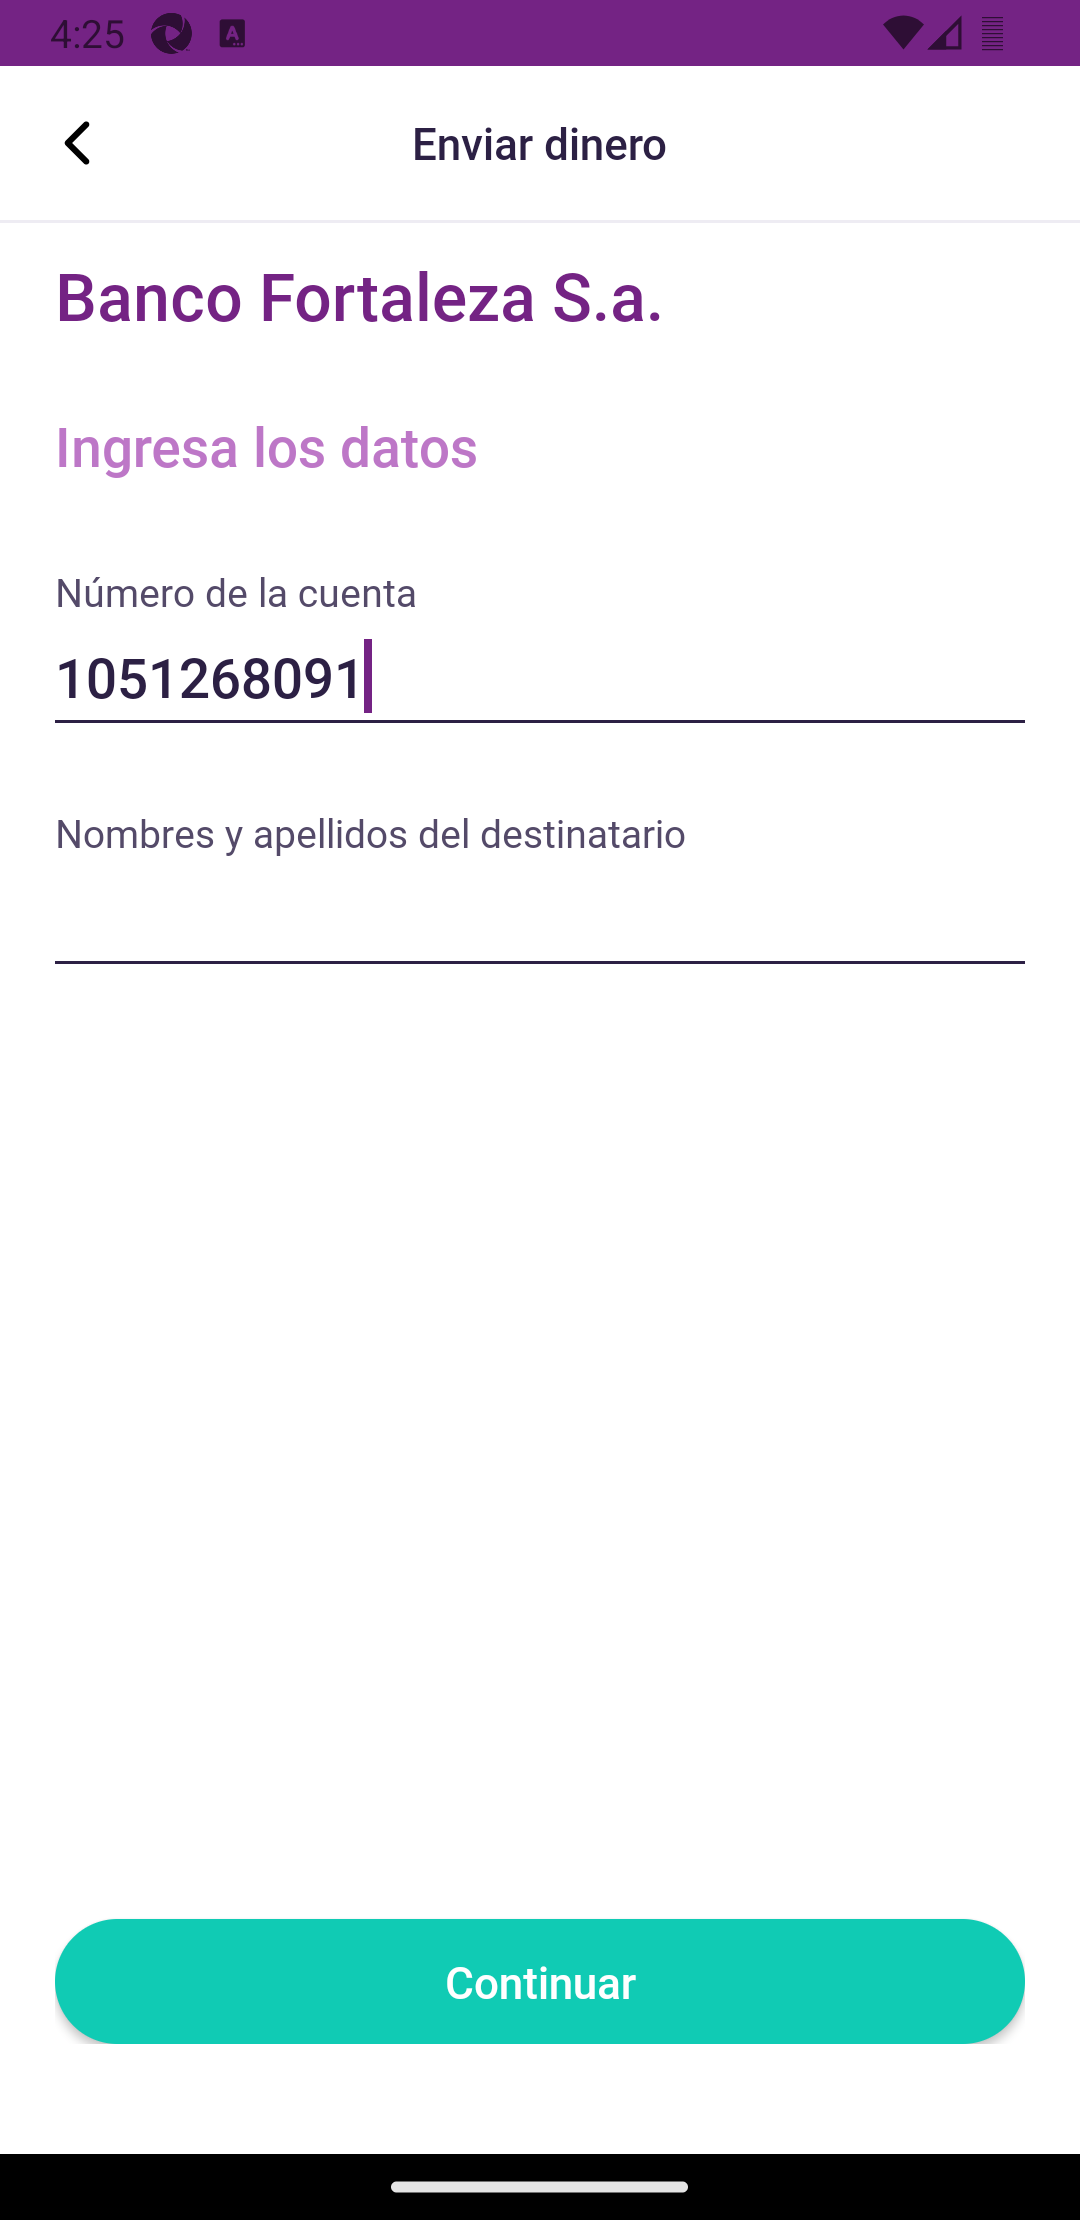 4:25
Enviar dinero
Banco Fortaleza S.a.
Ingresa los datos
Número de la cuenta
1051268091
Nombres y apellidos del destinatario
Continuar